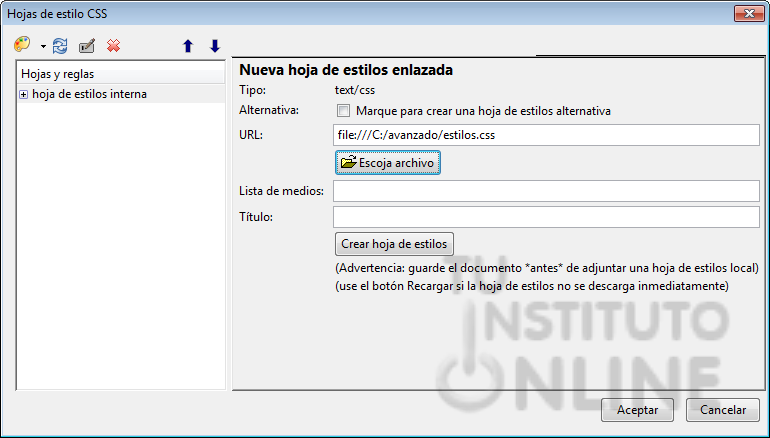 Hojas de estilo CSS
Hojas y reglas
hoja de estilos interna
Nueva hoja de estilos enlazada
Tipo: text/css
Alternativa: Marque para crear una hoja de estilos alternativa
URL: file:///C:/avanzado/estilos.css
Escoja archivo
Lista de medios:
Título:
Crear hoja de estilos
(Advertencia: guarde el documento *antes* de adjuntar una hoja de estilos local)
(use el botón Recargar si la hoja de estilos no se descarga inmediatamente)
TU
INSTITUTO
ONLINE
Aceptar Cancelar